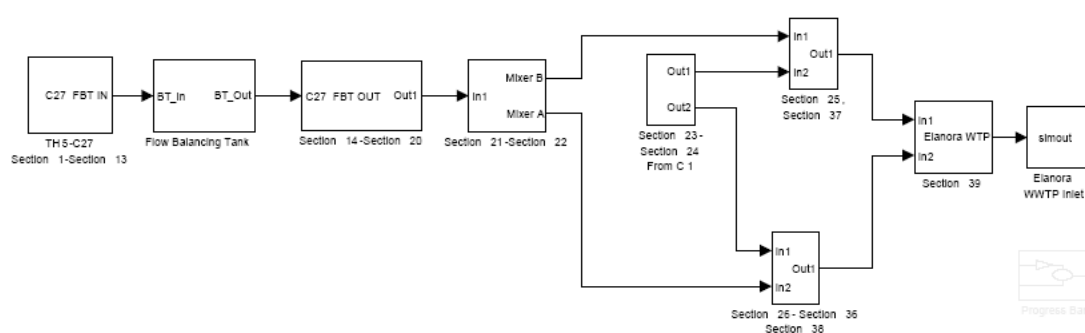 C27 FBT IN
TH5-C27
Section 1-Section 13
BT_In
BT_Out
Flow Balancing Tank
C27 FBT OUT
Out1
Section 14-Section 20
In1
Mixer B
Mixer A
Section 21-Section 22
Out1
Out2
Section 23-
Section 24
From C 1
In1
Out1
In2
Section 25,
Section 37
In1
Out1
In2
Section 26- Section 36
Section 38
In1
Elanora WTP
In2
Section 39
simout
Elanora
WWTP Inlet
Progress Bar